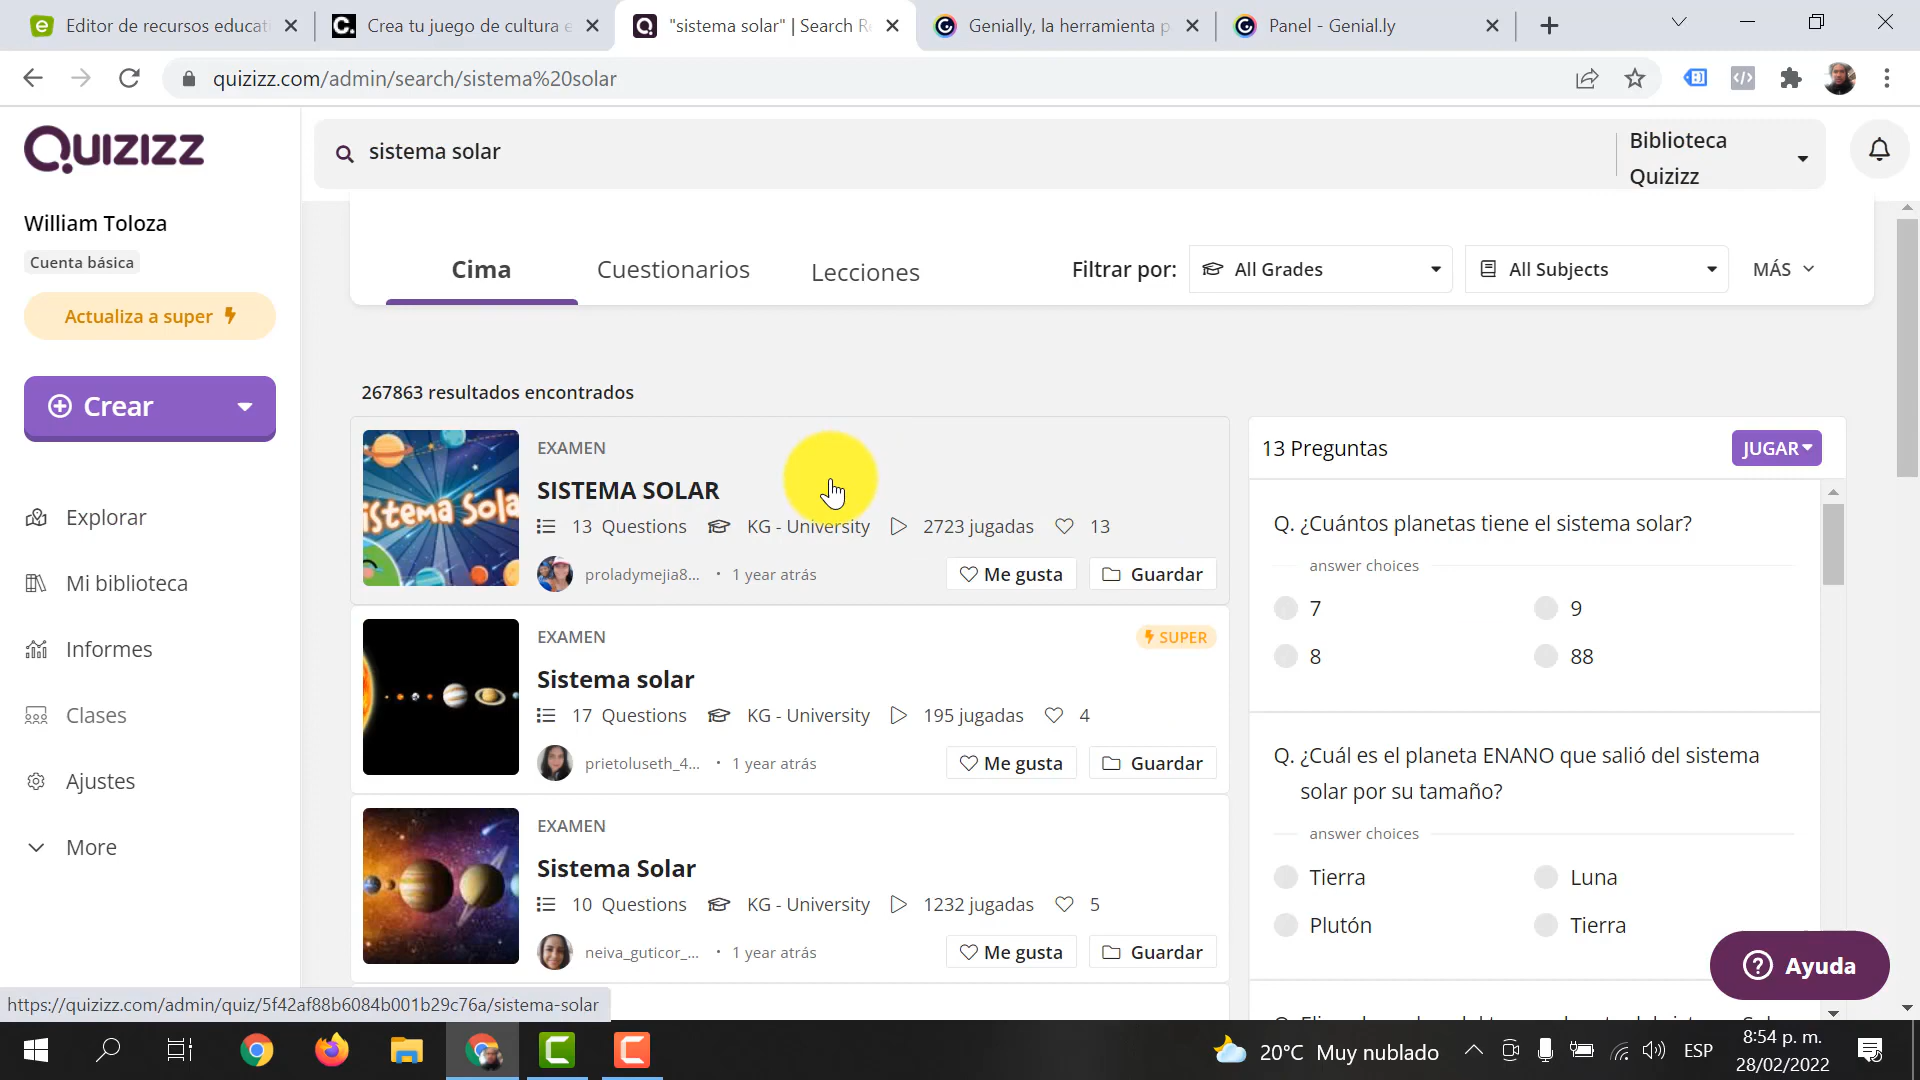 Editor de recursos educati
Crea tu juego de cultura e
"sistema solar" | Search Re
Genially, la herramienta p
Panel - Genial.ly
quizizz.com/admin/search/sistema%20solar
QUIZIZZ
sistema solar
Biblioteca
Quizizz
William Toloza
Cuenta básica
Actualiza a super
Crear
Explorar
Mi biblioteca
Informes
Clases
Ajustes
More
Cima
Cuestionarios
Lecciones
Filtrar por:
All Grades
All Subjects
MÁS
267863 resultados encontrados
EXAMEN
SISTEMA SOLAR
13 Questions KG - University 2723 jugadas 13
proladymejia8... • 1 year atrás
Me gusta
Guardar
EXAMEN
SUPER
Sistema solar
17 Questions KG - University 195 jugadas 4
prietoluseth_4... • 1 year atrás
Me gusta
Guardar
EXAMEN
Sistema Solar
10 Questions KG - University 1232 jugadas 5
neiva_guticor_... • 1 year atrás
Me gusta
Guardar
13 Preguntas
JUGAR
Q. ¿Cuántos planetas tiene el sistema solar?
answer choices
7
9
8
88
Q. ¿Cuál es el planeta ENANO que salió del sistema
solar por su tamaño?
answer choices
Tierra
Luna
Plutón
Tierra
Ayuda
https://quizizz.com/admin/quiz/5f42af88b6084b001b29c76a/sistema-solar
20°C Muy nublado
ESP
8:54 p. m.
28/02/2022